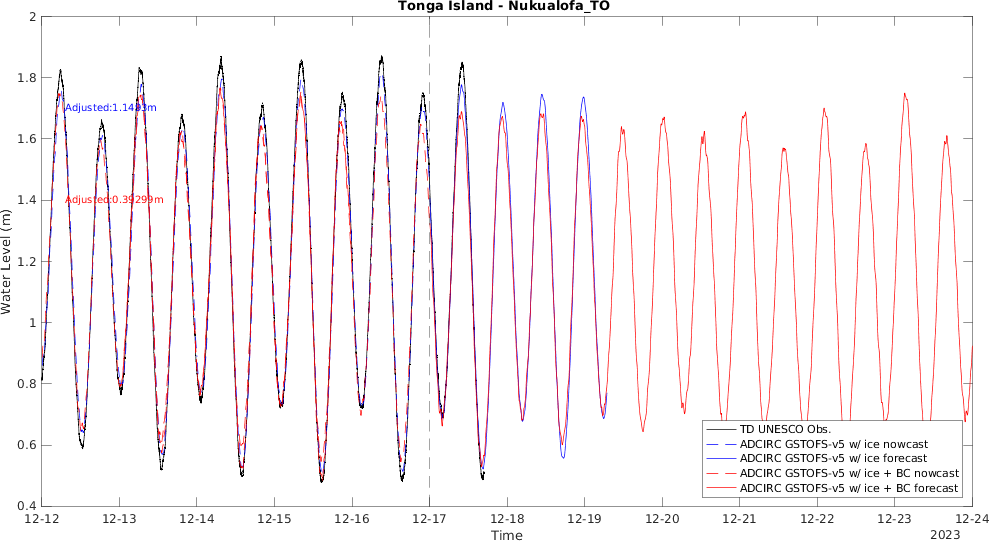 Tonga Island - Nukualofa_TO
2
1.8
1.6
1.4
1.2
1
0.8
0.6
0.4
Water Level (m)
Adjusted:1.1493m
Adjusted:0.39299m
TD UNESCO Obs.
ADCIRC GSTOFS-v5 w/ ice nowcast
ADCIRC GSTOFS-v5 w/ ice forecast
ADCIRC GSTOFS-v5 w/ ice + BC nowcast
ADCIRC GSTOFS-v5 w/ ice + BC forecast
12-12 12-13 12-14 12-15 12-16 12-17 12-18 12-19 12-20 12-21 12-22 12-23 12-24
Time
2023